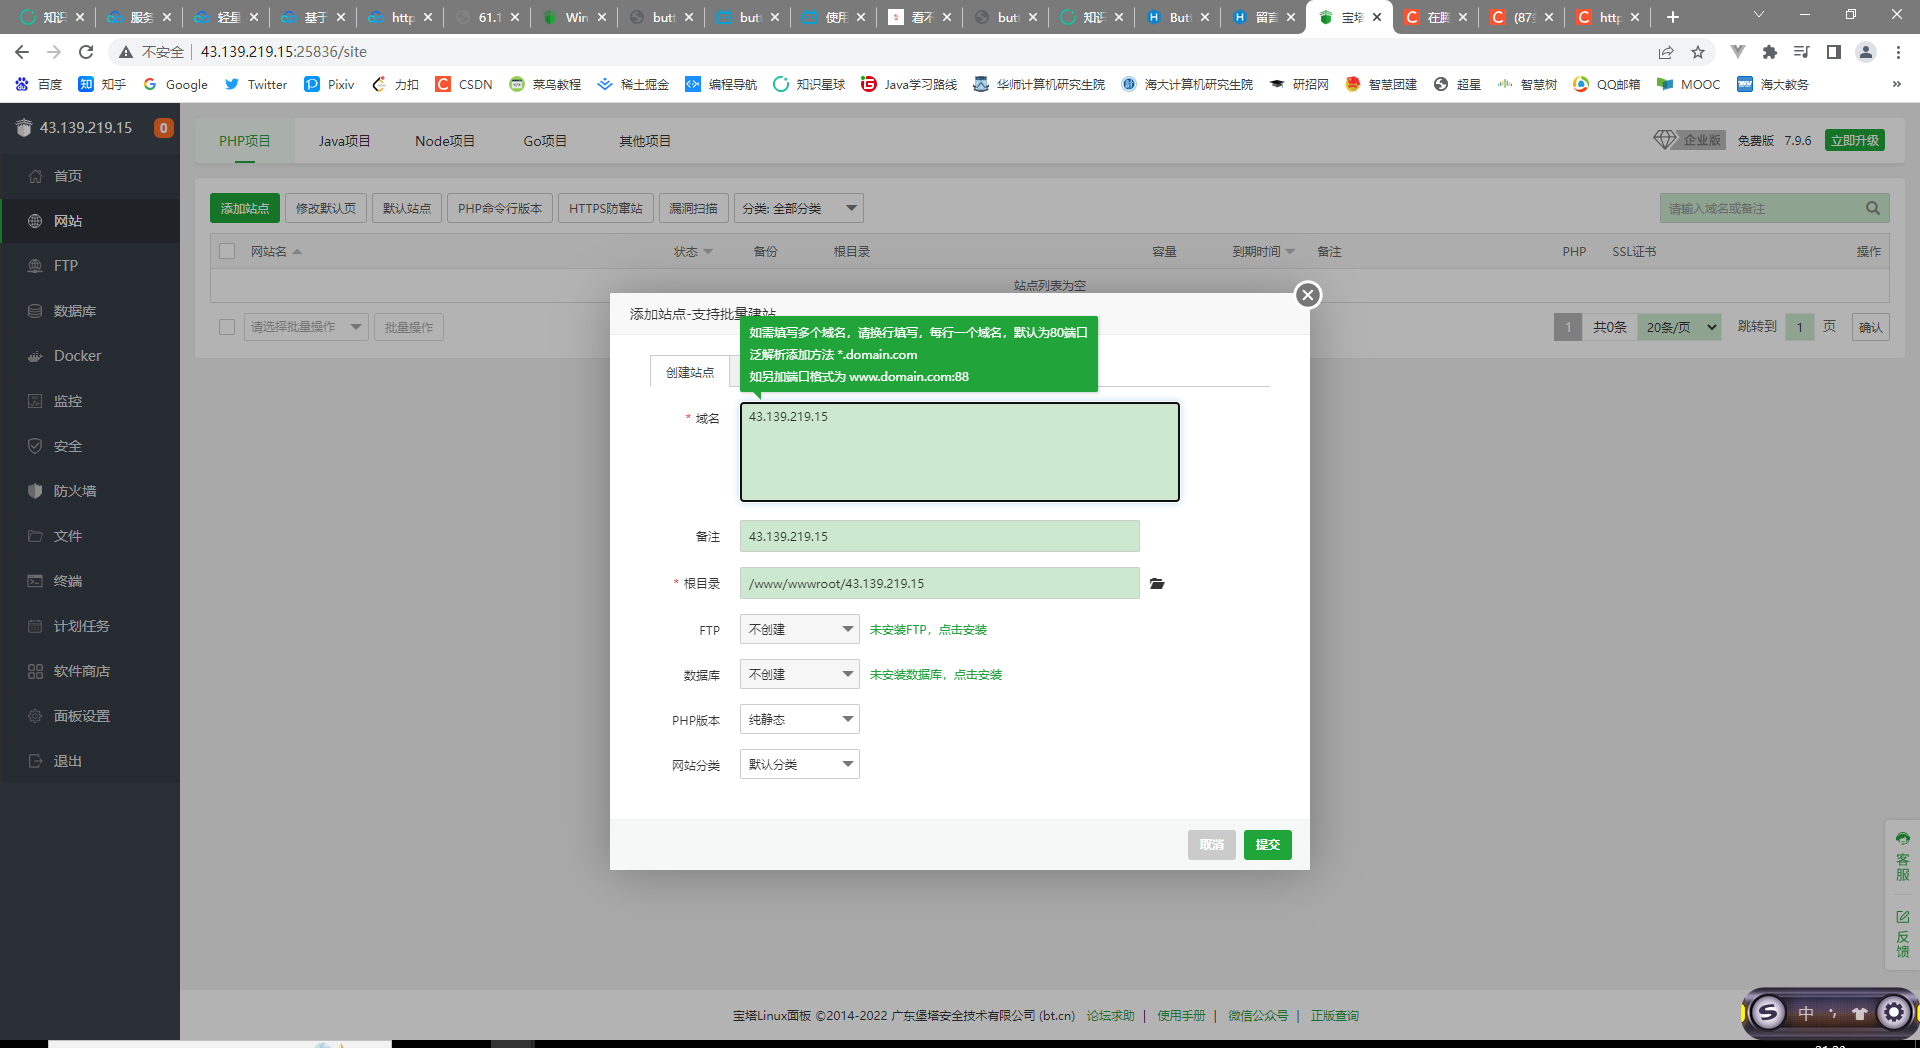 知识 服务 轻量 基于 http 61.1 Win butt butt 使用 看不 butt 知识 Butt 留言 宝塔 在腾 (87条 http
不安全 43.139.219.15:25836/site
百度 知乎 Google Twitter Pixiv 力扣 CSDN 菜鸟教程 稀土掘金 编程导航 知识星球 Java学习路线 华师计算机研究生院 海大计算机研究生院 研招网 智慧团建 超星 智慧树 QQ邮箱 MOOC 海大教务 »
43.139.219.15 0
首页
网站
FTP
数据库
Docker
监控
安全
防火墙
文件
终端
计划任务
软件商店
面板设置
退出
PHP项目 Java项目 Node项目 Go项目 其他项目 企业版 免费版 7.9.6 立即升级
添加站点 修改默认页 默认站点 PHP命令行版本 HTTPS防窜站 漏洞扫描 分类: 全部分类 请输入域名或备注
网站名 状态 备份 根目录 容量 到期时间 备注 PHP SSL证书 操作
站点列表为空
请选择批量操作 批量操作 1 共0条 20条/页 跳转到 1 页 确认
添加站点-支持批量建站
如需填写多个域名，请换行填写，每行一个域名，默认为80端口
泛解析添加方法 *.domain.com
如另加端口格式为 www.domain.com:88
创建站点
* 域名 43.139.219.15
备注 43.139.219.15
* 根目录 /www/wwwroot/43.139.219.15
FTP 不创建 未安装FTP，点击安装
数据库 不创建 未安装数据库，点击安装
PHP版本 纯静态
网站分类 默认分类
取消 提交
客服
反馈
宝塔Linux面板 ©2014-2022 广东堡塔安全技术有限公司 (bt.cn) 论坛求助 | 使用手册 | 微信公众号 | 正版查询
中